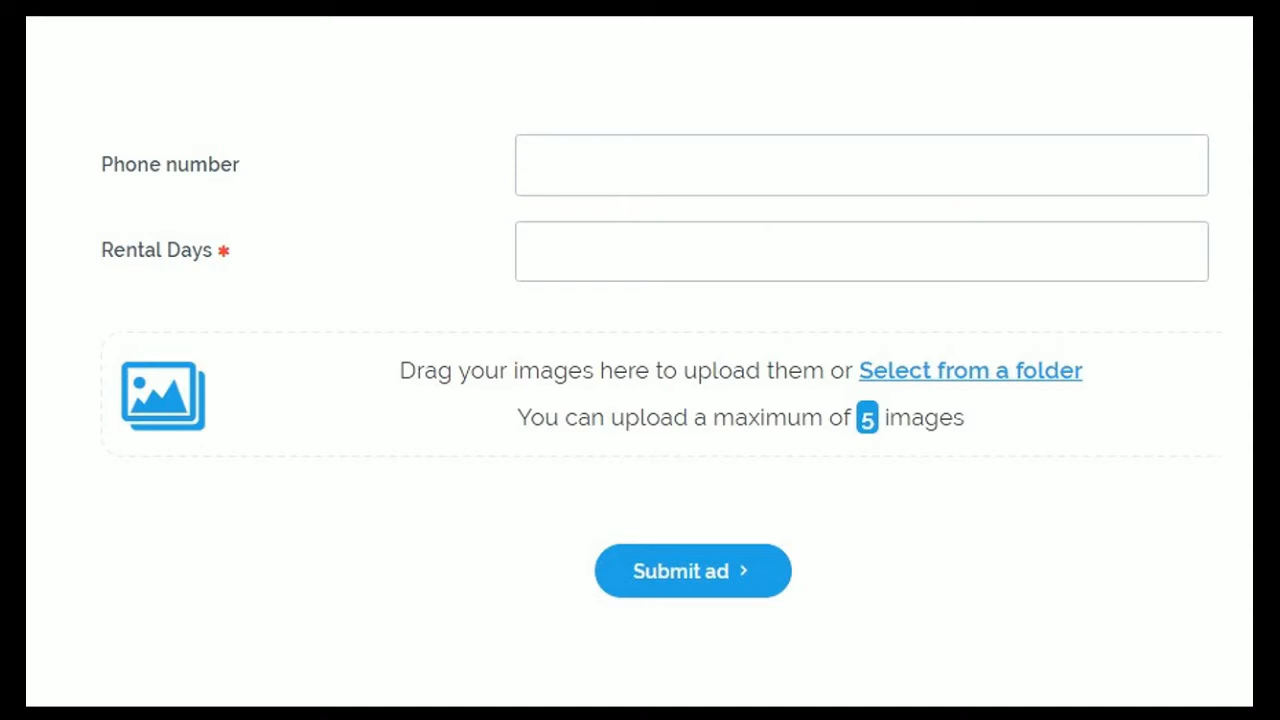 Phone number
Rental Days *
Drag your images here to upload them or Select from a folder
You can upload a maximum of 5 images
Submit ad ›